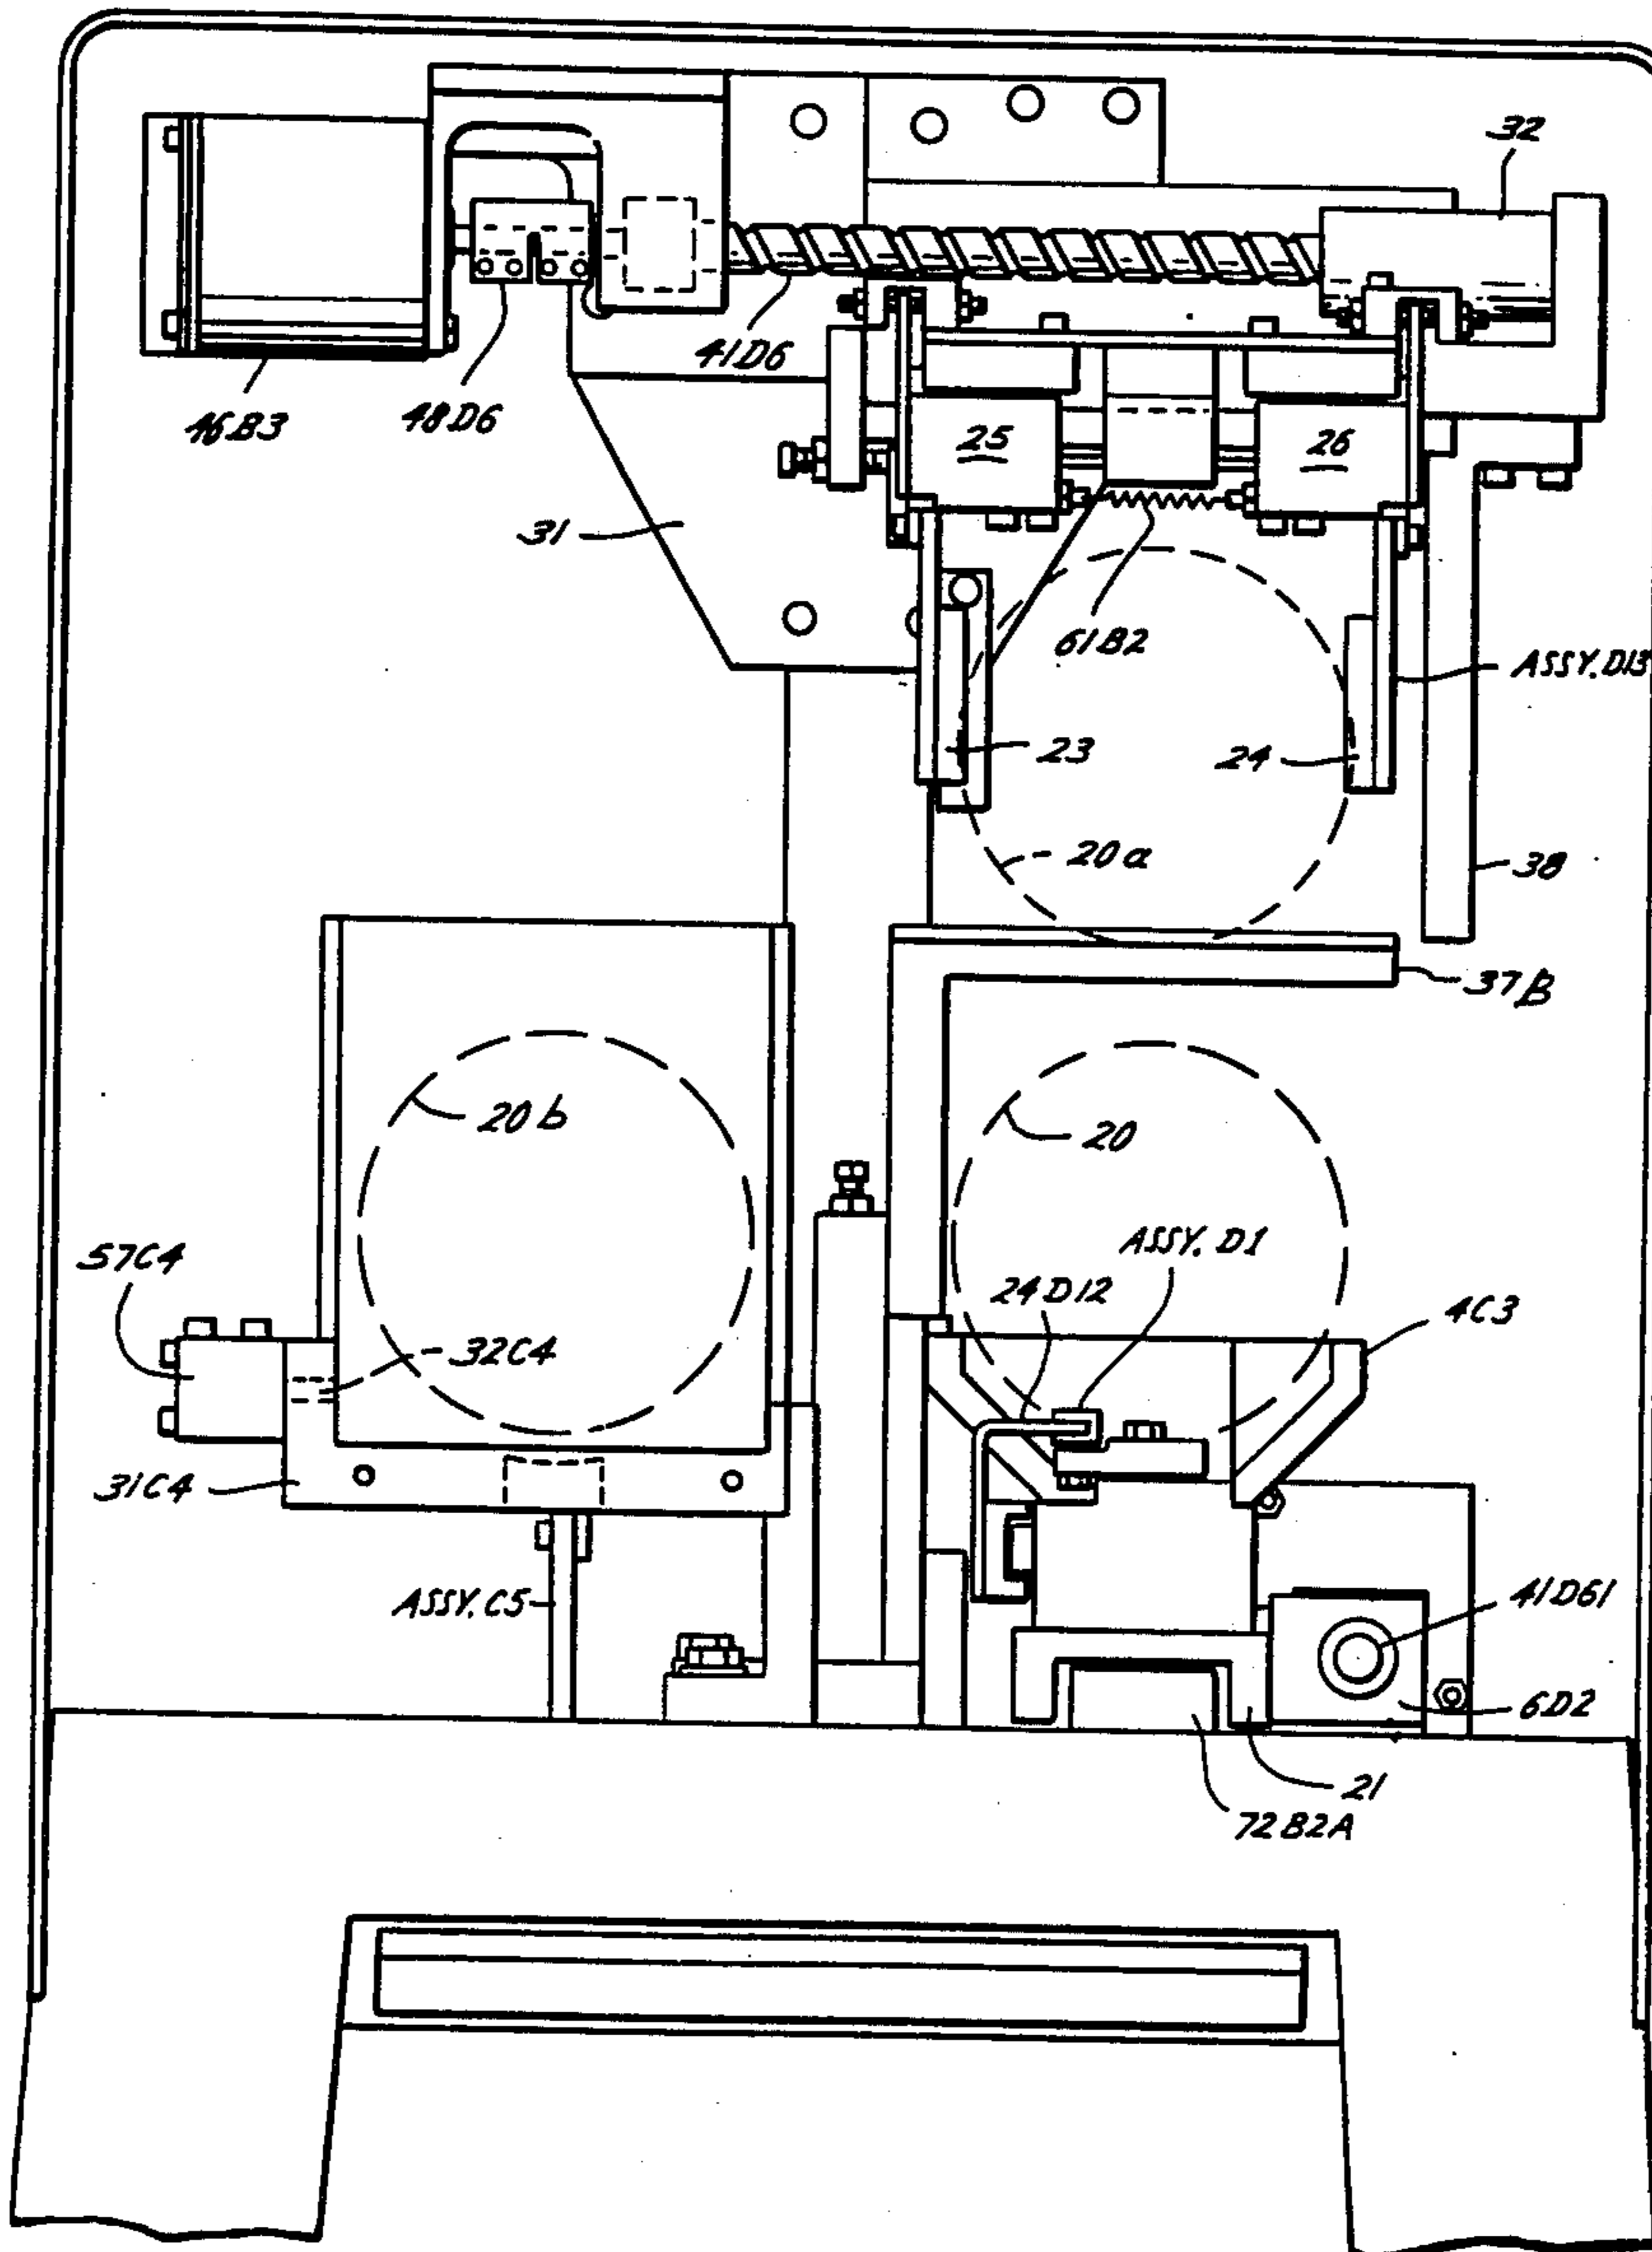 32
41D6
46B3
48D6
25
26
31
61B2
ASSY. D13
23
24
20a
38
37B
20b
20
ASSY. D1
57C4
24D12
4C3
32C4
31C4
ASSY. C5
41D61
6D2
21
72B2A